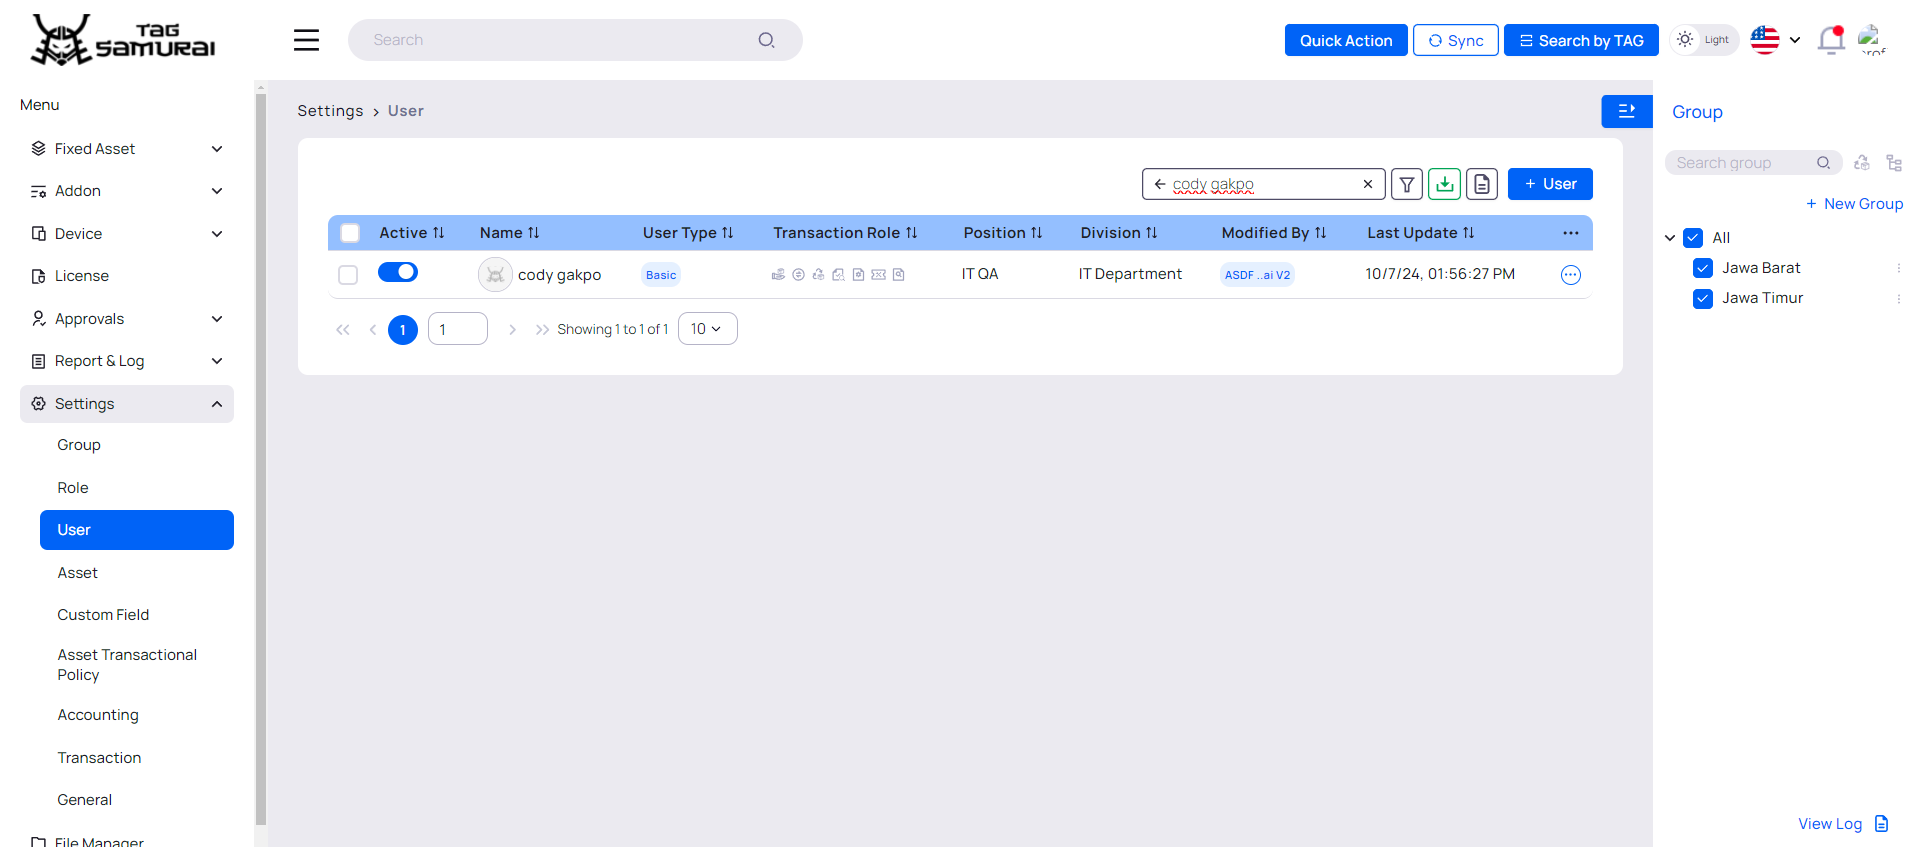 TAG SAMURAI
Search
Quick Action
Sync
Search by TAG
Light
Menu
Fixed Asset
Addon
Device
License
Approvals
Report & Log
Settings
Group
Role
User
Asset
Custom Field
Asset Transactional
Policy
Accounting
Transaction
General
File Manager
Settings > User
cody gakpo
+ User
Active Name User Type Transaction Role Position Division Modified By Last Update
cody gakpo Basic IT QA IT Department ASDF ..ai V2 10/7/24, 01:56:27 PM
1 1 Showing 1 to 1 of 1 10
Group
Search group
+ New Group
All
Jawa Barat
Jawa Timur
View Log